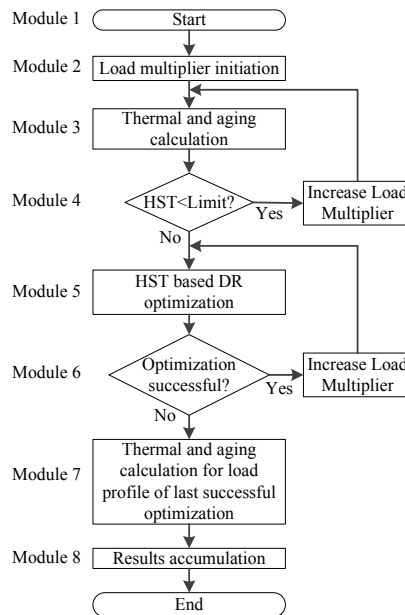 Module 1
Start
Module 2
Load multiplier initiation
Module 3
Thermal and aging
calculation
Module 4
HST<Limit?
Yes
Increase Load
Multiplier
No
Module 5
HST based DR
optimization
Module 6
Optimization
successful?
Yes
Increase Load
Multiplier
No
Module 7
Thermal and aging
calculation for load
profile of last successful
optimization
Module 8
Results accumulation
End